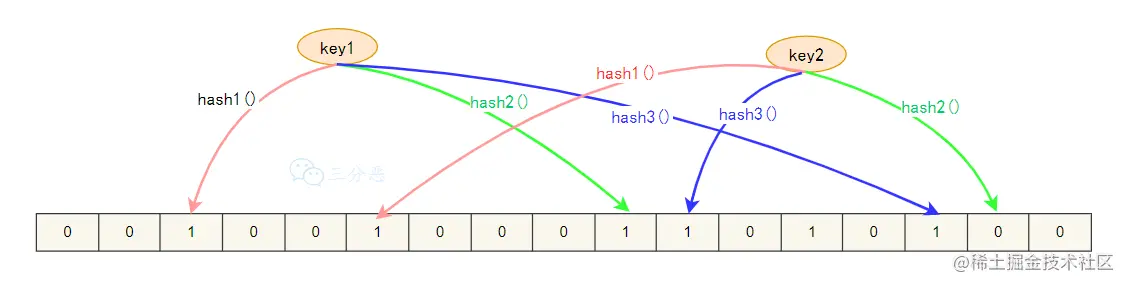 key1
key2
hash1()
hash1()
hash2()
hash2()
hash3()
hash3()
三分恶
0 0 1 0 0 1 0 0 0 1 1 0 1 0 1 0 0
@稀土掘金技术社区